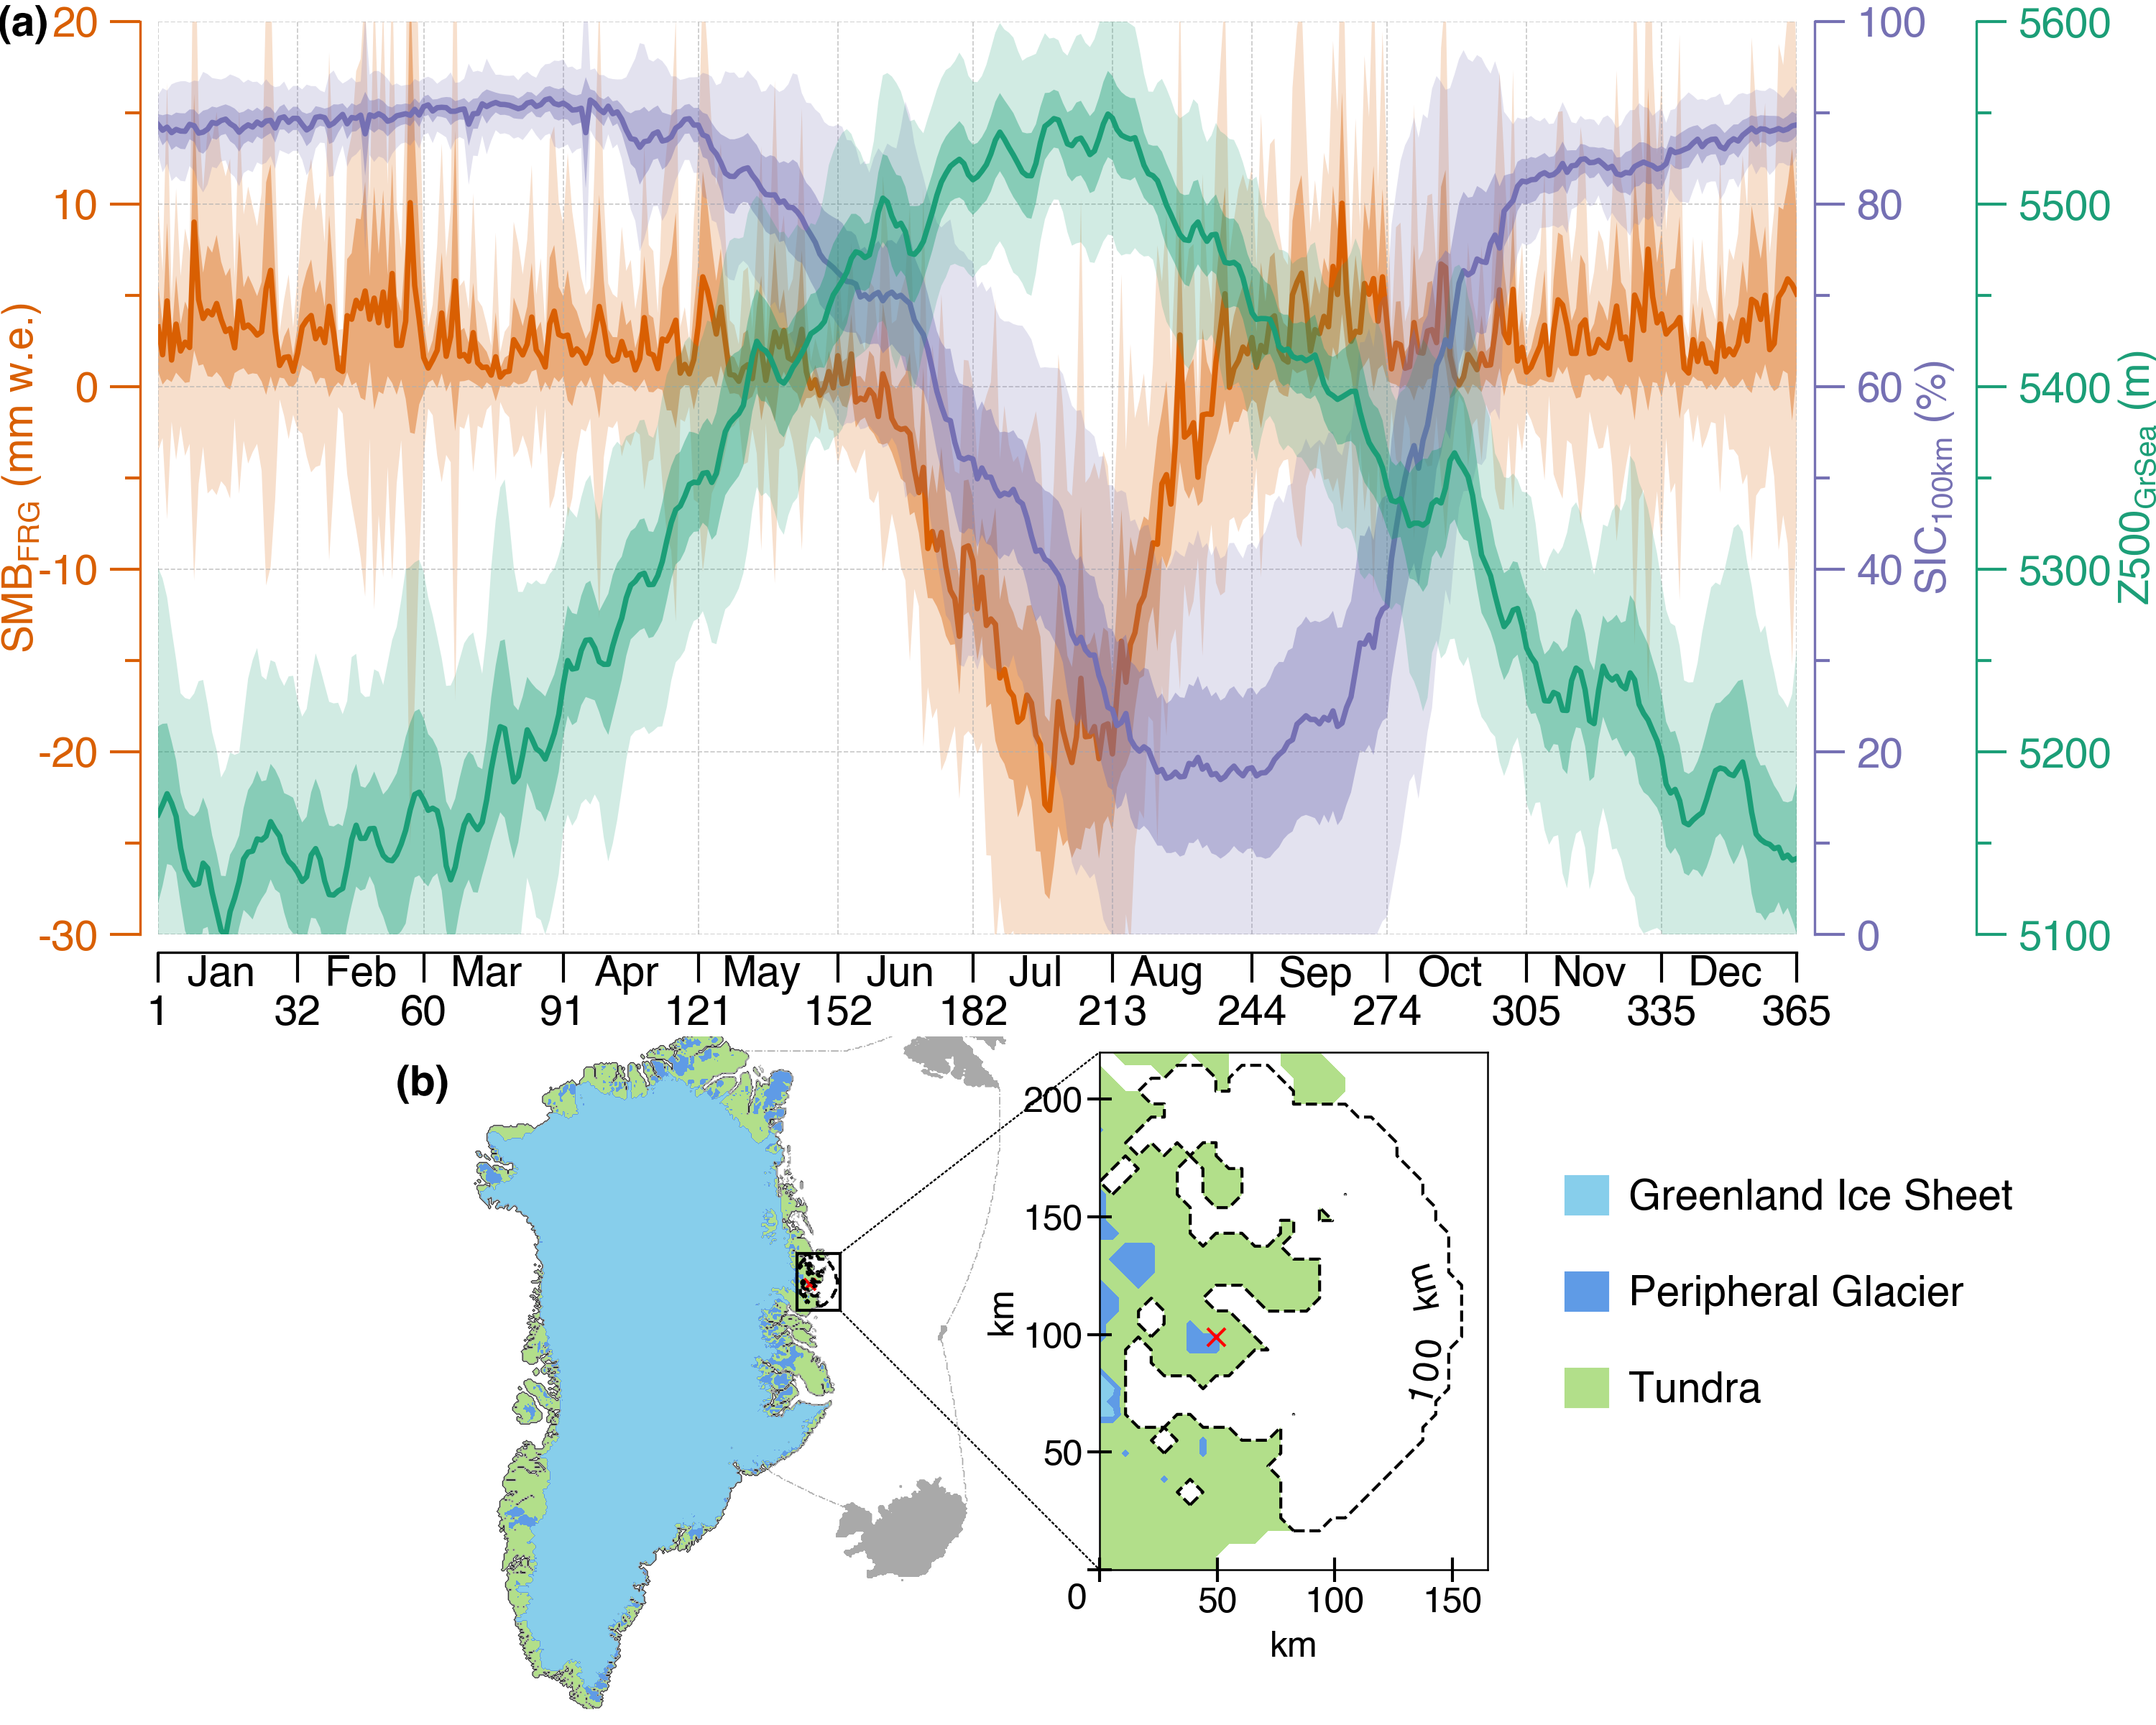 (a)
20
10
0
-10
-20
-30
SMBFRG (mm w.e.)
100
80
60
40
20
0
SIC100km (%)
5600
5500
5400
5300
5200
5100
Z500GrSea (m)
Jan Feb Mar Apr May Jun Jul Aug Sep Oct Nov Dec
1 32 60 91 121 152 182 213 244 274 305 335 365
(b)
200
150
100
50
0
km
50 100 150
km
100 km
Greenland Ice Sheet
Peripheral Glacier
Tundra